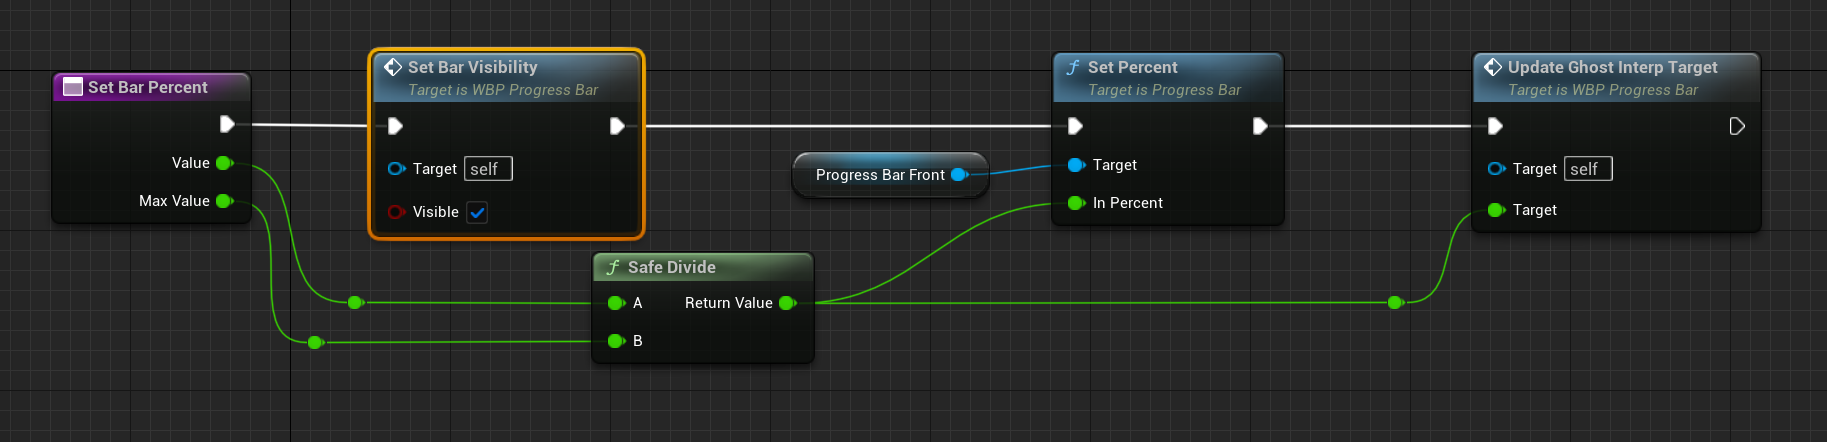 Set Bar Percent
Value
Max Value
Set Bar Visibility
Target is WBP Progress Bar
Target self
Visible
Safe Divide
A Return Value
B
Progress Bar Front
Set Percent
Target is Progress Bar
Target
In Percent
Update Ghost Interp Target
Target is WBP Progress Bar
Target self
Target